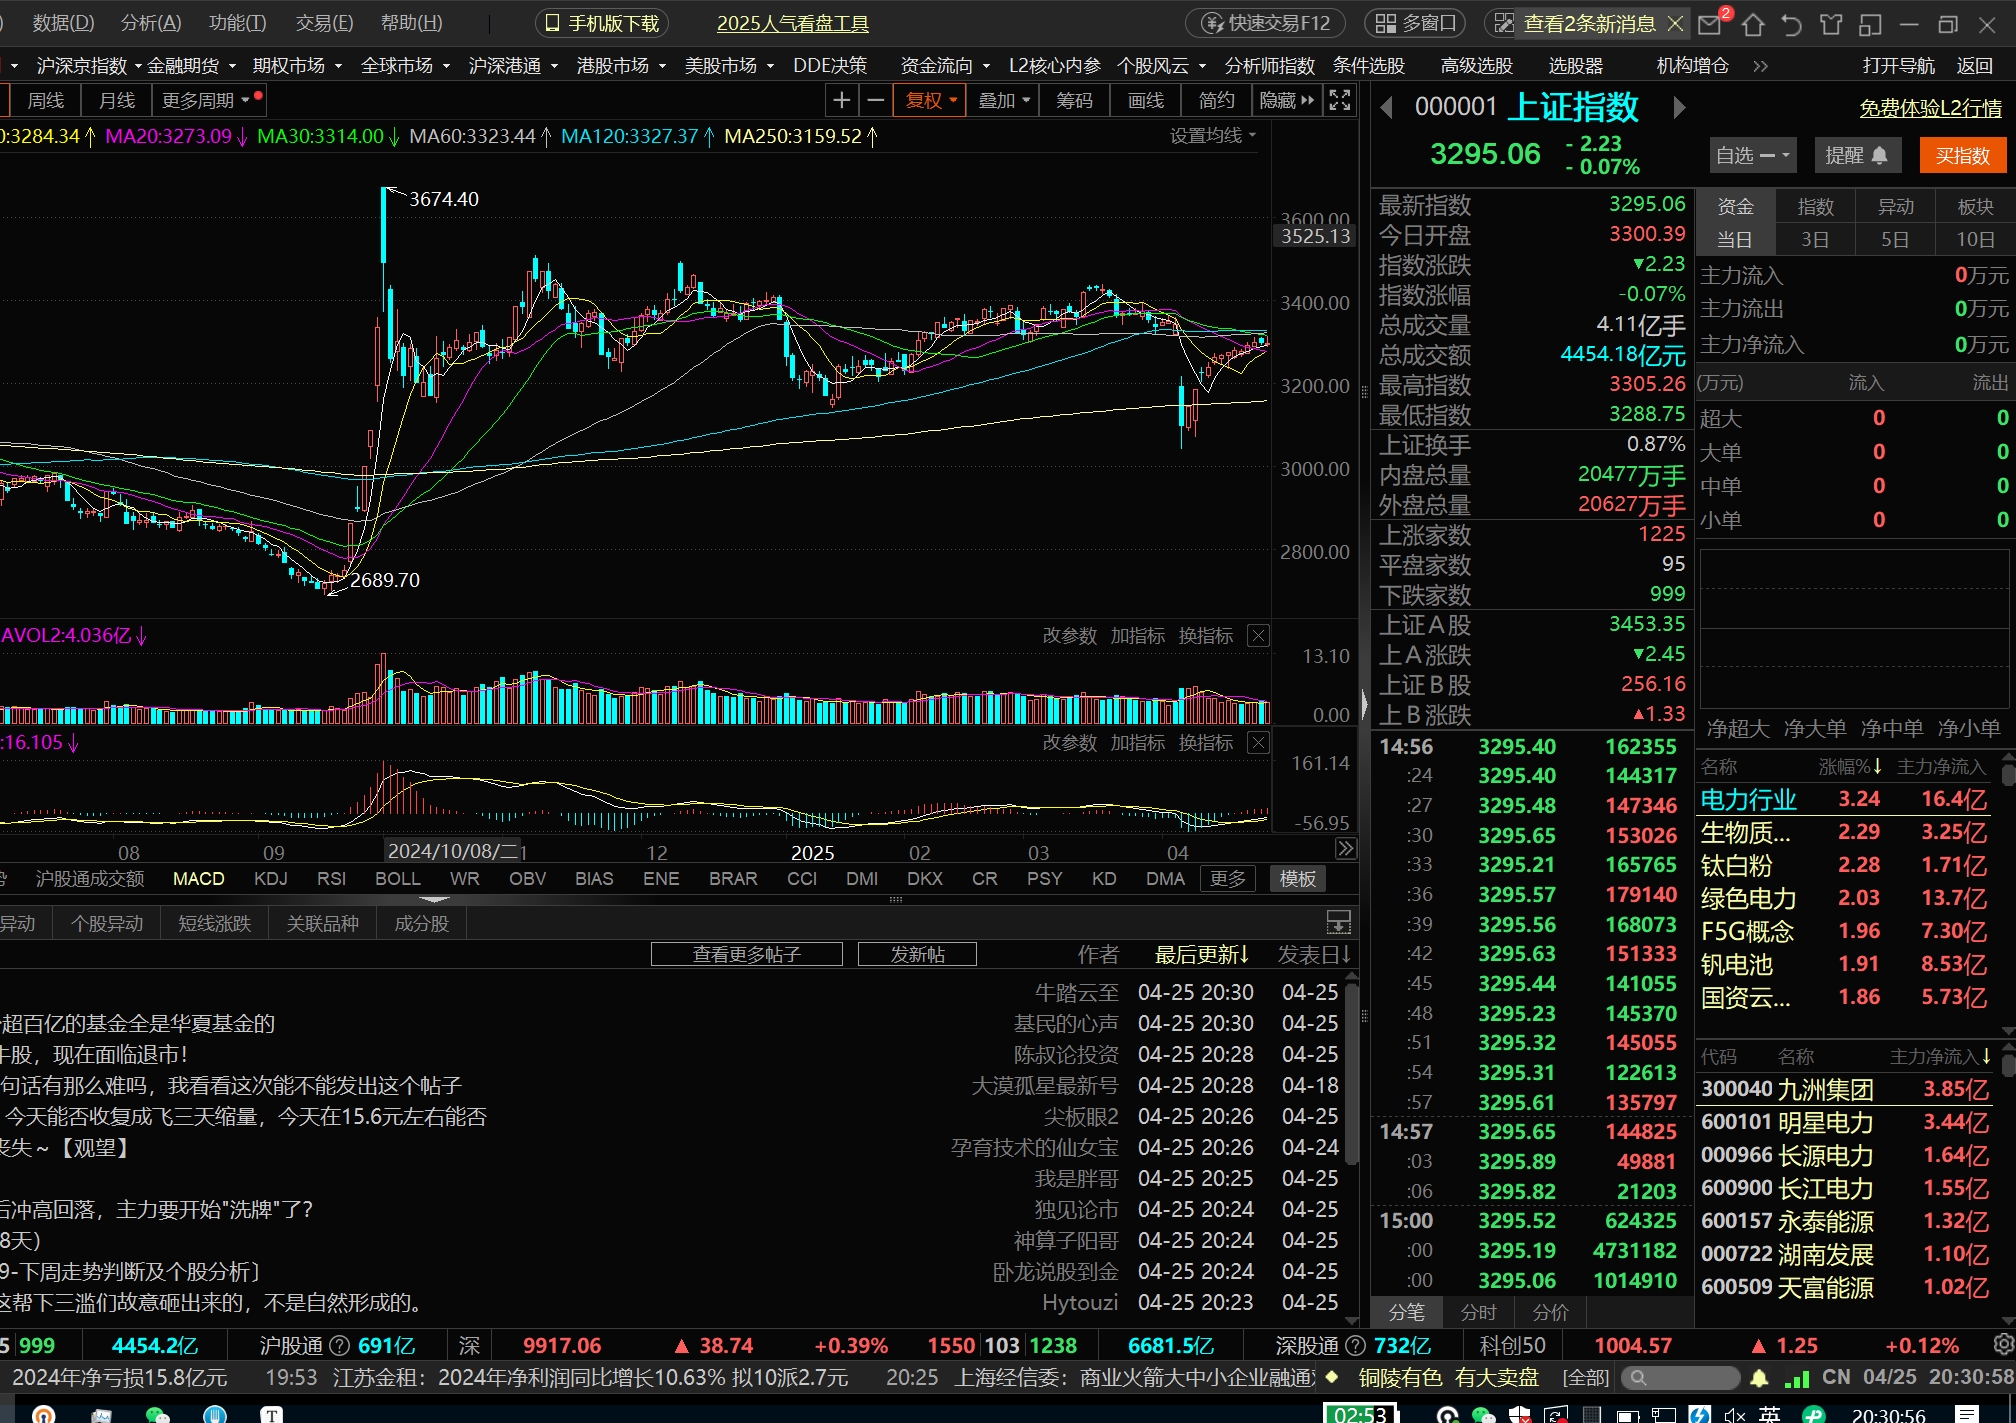 数据(D) 分析(A) 功能(T) 交易(E) 帮助(H) 手机版下载 2025人气看盘工具 快速交易F12 多窗口 查看2条新消息 2
沪深京指数 金融期货 期权市场 全球市场 沪深港通 港股市场 美股市场 DDE决策 资金流向 L2核心内参 个股风云 分析师指数 条件选股 高级选股 选股器 机构增仓 打开导航 返回
周线 月线 更多周期 复权 叠加 筹码 画线 简约 隐藏
0:3284.34↑ MA20:3273.09↓ MA30:3314.00↓ MA60:3323.44↑ MA120:3327.37↑ MA250:3159.52↑ 设置均线
3674.40
3600.00
3525.13
3400.00
3200.00
3000.00
2800.00
2689.70
AVOL2:4.036亿↓ 改参数 加指标 换指标
13.10
0.00
:16.105↓ 改参数 加指标 换指标
161.14
-56.95
08 09 2024/10/08/二 1 12 2025 02 03 04
沪股通成交额 MACD KDJ RSI BOLL WR OBV BIAS ENE BRAR CCI DMI DKX CR PSY KD DMA 更多 模板
异动 个股异动 短线涨跌 关联品种 成分股
查看更多帖子 发新帖 作者 最后更新↓ 发表日↓
牛踏云至 04-25 20:30 04-25
超百亿的基金全是华夏基金的 基民的心声 04-25 20:30 04-25
牛股，现在面临退市！ 陈叔论投资 04-25 20:28 04-25
句话有那么难吗，我看看这次能不能发出这个帖子 大漠孤星最新号 04-25 20:28 04-18
今天能否收复成飞三天缩量，今天在15.6元左右能否 尖板眼2 04-25 20:26 04-25
丧失～【观望】 孕育技术的仙女宝 04-25 20:26 04-24
我是胖哥 04-25 20:25 04-25
后冲高回落，主力要开始"洗牌"了？ 独见论市 04-25 20:24 04-25
8天） 神算子阳哥 04-25 20:24 04-25
9-下周走势判断及个股分析〕 卧龙说股到金 04-25 20:24 04-25
这帮下三滥们故意砸出来的，不是自然形成的。 Hytouzi 04-25 20:23 04-25
000001 上证指数 免费体验L2行情
3295.06 - 2.23 - 0.07% 自选 提醒 买指数
最新指数 3295.06
今日开盘 3300.39
指数涨跌 ▼2.23
指数涨幅 -0.07%
总成交量 4.11亿手
总成交额 4454.18亿元
最高指数 3305.26
最低指数 3288.75
上证换手 0.87%
内盘总量 20477万手
外盘总量 20627万手
上涨家数 1225
平盘家数 95
下跌家数 999
上证A股 3453.35
上A涨跌 ▼2.45
上证B股 256.16
上B涨跌 ▲1.33
14:56 3295.40 162355
:24 3295.40 144317
:27 3295.48 147346
:30 3295.65 153026
:33 3295.21 165765
:36 3295.57 179140
:39 3295.56 168073
:42 3295.63 151333
:45 3295.44 141055
:48 3295.23 145370
:51 3295.32 145055
:54 3295.31 122613
:57 3295.61 135797
14:57 3295.65 144825
:03 3295.89 49881
:06 3295.82 21203
15:00 3295.52 624325
:00 3295.19 4731182
:00 3295.06 1014910
分笔 分时 分价
资金 指数 异动 板块
当日 3日 5日 10日
主力流入 0万元
主力流出 0万元
主力净流入 0万元
(万元) 流入 流出
超大 0 0
大单 0 0
中单 0 0
小单 0 0
净超大 净大单 净中单 净小单
名称 涨幅%↓ 主力净流入
电力行业 3.24 16.4亿
生物质... 2.29 3.25亿
钛白粉 2.28 1.71亿
绿色电力 2.03 13.7亿
F5G概念 1.96 7.30亿
钒电池 1.91 8.53亿
国资云... 1.86 5.73亿
代码 名称 主力净流入↓
300040 九洲集团 3.85亿
600101 明星电力 3.44亿
000966 长源电力 1.64亿
600900 长江电力 1.55亿
600157 永泰能源 1.32亿
000722 湖南发展 1.10亿
600509 天富能源 1.02亿
5 999 4454.2亿 沪股通 691亿 深 9917.06 ▲ 38.74 +0.39% 1550 103 1238 6681.5亿 深股通 732亿 科创50 1004.57 ▲ 1.25 +0.12%
2024年净亏损15.8亿元 19:53 江苏金租：2024年净利润同比增长10.63% 拟10派2.7元 20:25 上海经信委：商业火箭大中小企业融通 铜陵有色 有大卖盘 [全部] CN 04/25 20:30:58
T 02:53 英 20:30:56